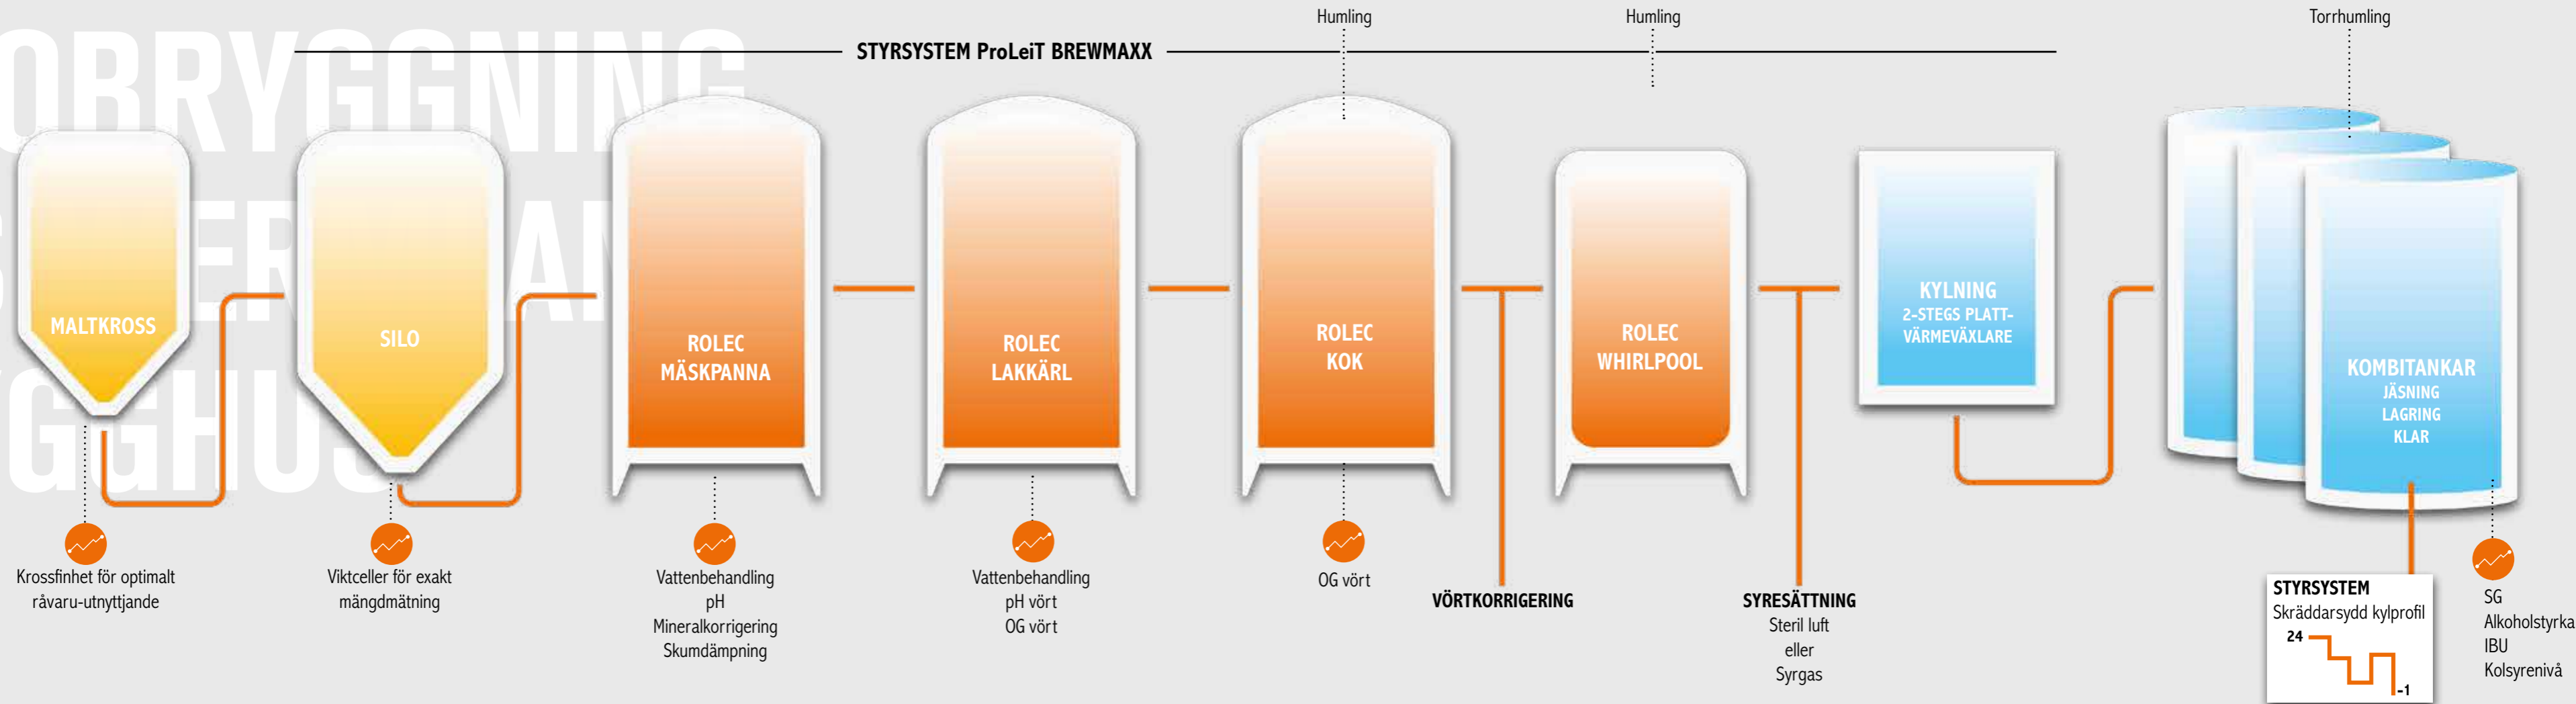 OBRYGGNING
GGHUS
Humling
Humling
Torrhumling
STYRSYSTEM ProLeiT BREWMAXX
MALTKROSS
SILO
ROLEC
MÄSKPANNA
ROLEC
LAKKÄRL
ROLEC
KOK
ROLEC
WHIRLPOOL
KYLNING
2-STEGS PLATT-
VÄRMEVÄXLARE
KOMBITANKAR
JÄSNING
LAGRING
KLAR
Krossfinhet för optimalt
råvaru-utnyttjande
Viktceller för exakt
mängdmätning
Vattenbehandling
pH
Mineralkorrigering
Skumdämpning
Vattenbehandling
pH vört
OG vört
OG vört
VÖRTKORRIGERING
SYRESÄTTNING
Steril luft
eller
Syrgas
STYRSYSTEM
Skräddarsydd kylprofil
24
-1
SG
Alkoholstyrka
IBU
Kolsyrenivå